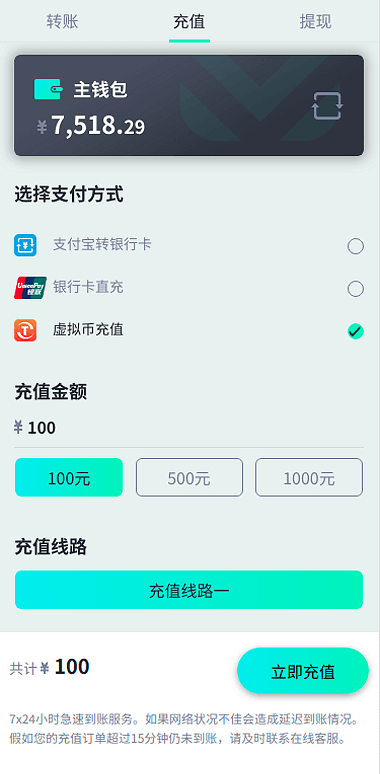 转账 充值 提现
主钱包
¥ 7,518.29
选择支付方式
支付宝转银行卡
UnionPay 银联 银行卡直充
虚拟币充值
充值金额
¥ 100
100元 500元 1000元
充值线路
充值线路一
共计 ¥ 100 立即充值
7x24小时急速到账服务。如果网络状况不佳会造成延迟到账情况。
假如您的充值订单超过15分钟仍未到账，请及时联系在线客服。